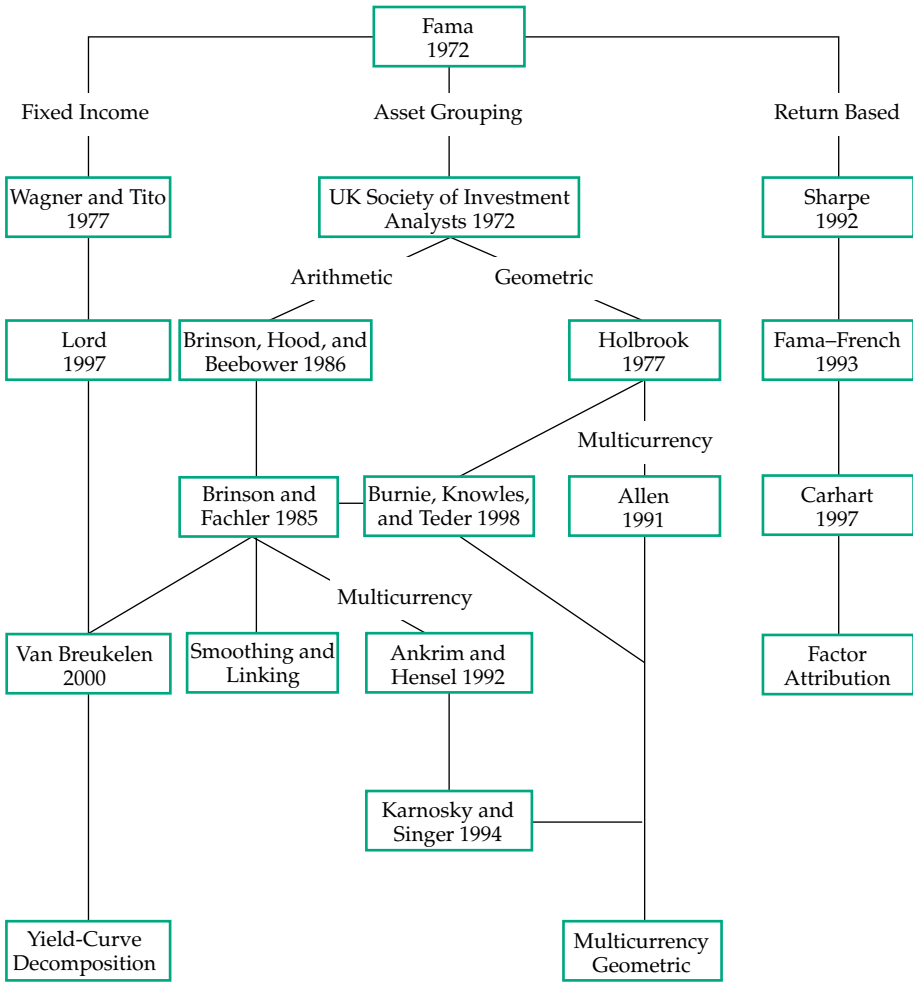 Fama
1972
Fixed Income
Asset Grouping
Return Based
Wagner and Tito
1977
UK Society of Investment
Analysts 1972
Sharpe
1992
Arithmetic
Geometric
Lord
1997
Brinson, Hood, and
Beebower 1986
Holbrook
1977
Fama–French
1993
Multicurrency
Brinson and
Fachler 1985
Burnie, Knowles,
and Teder 1998
Allen
1991
Carhart
1997
Multicurrency
Van Breukelen
2000
Smoothing and
Linking
Ankrim and
Hensel 1992
Factor
Attribution
Karnosky and
Singer 1994
Yield-Curve
Decomposition
Multicurrency
Geometric